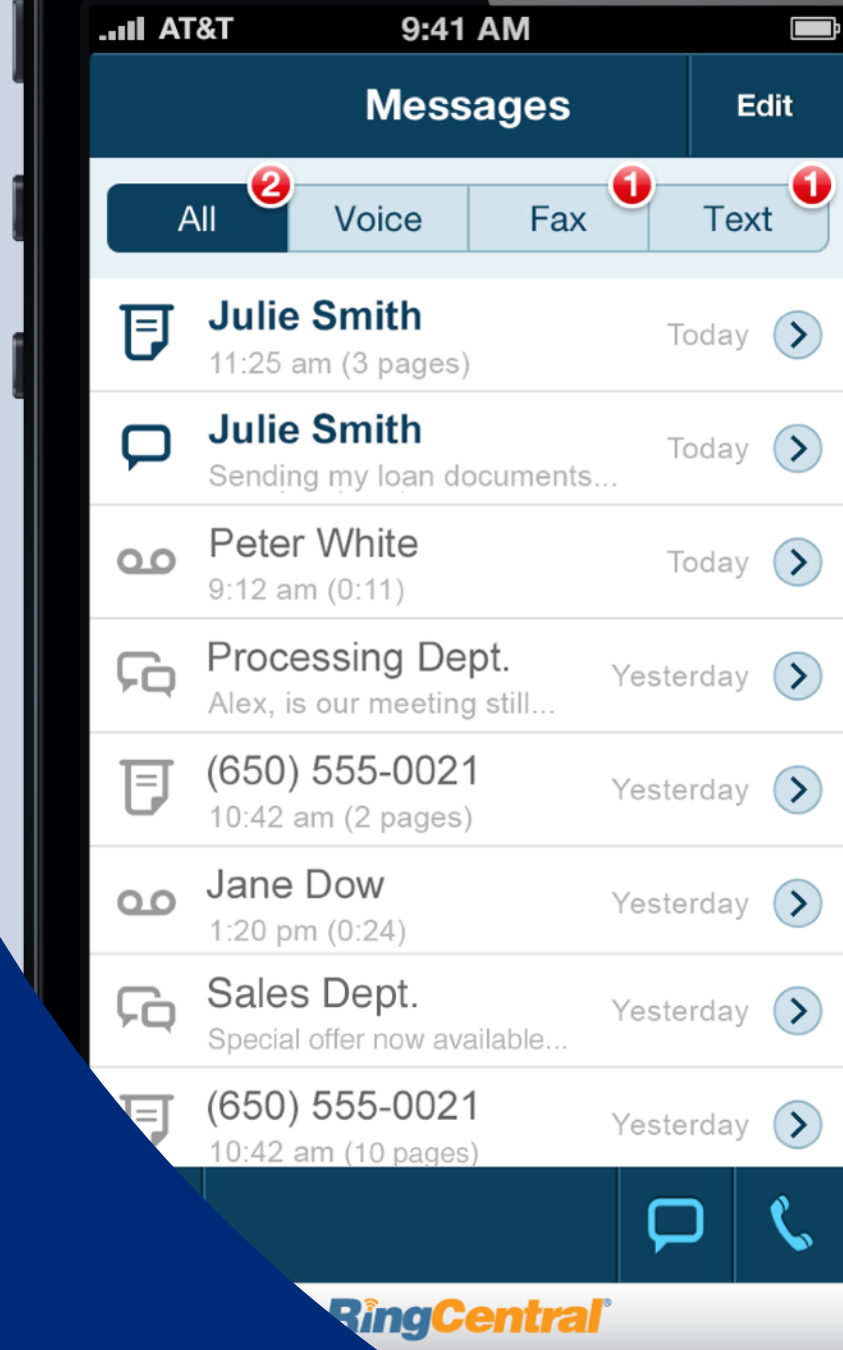 AT&T 9:41 AM
Messages Edit
All 2 Voice Fax 1 Text 1
Julie Smith Today
11:25 am (3 pages)
Julie Smith Today
Sending my loan documents...
Peter White Today
9:12 am (0:11)
Processing Dept. Yesterday
Alex, is our meeting still...
(650) 555-0021 Yesterday
10:42 am (2 pages)
Jane Dow Yesterday
1:20 pm (0:24)
Sales Dept. Yesterday
Special offer now available...
(650) 555-0021 Yesterday
10:42 am (10 pages)
RingCentral®